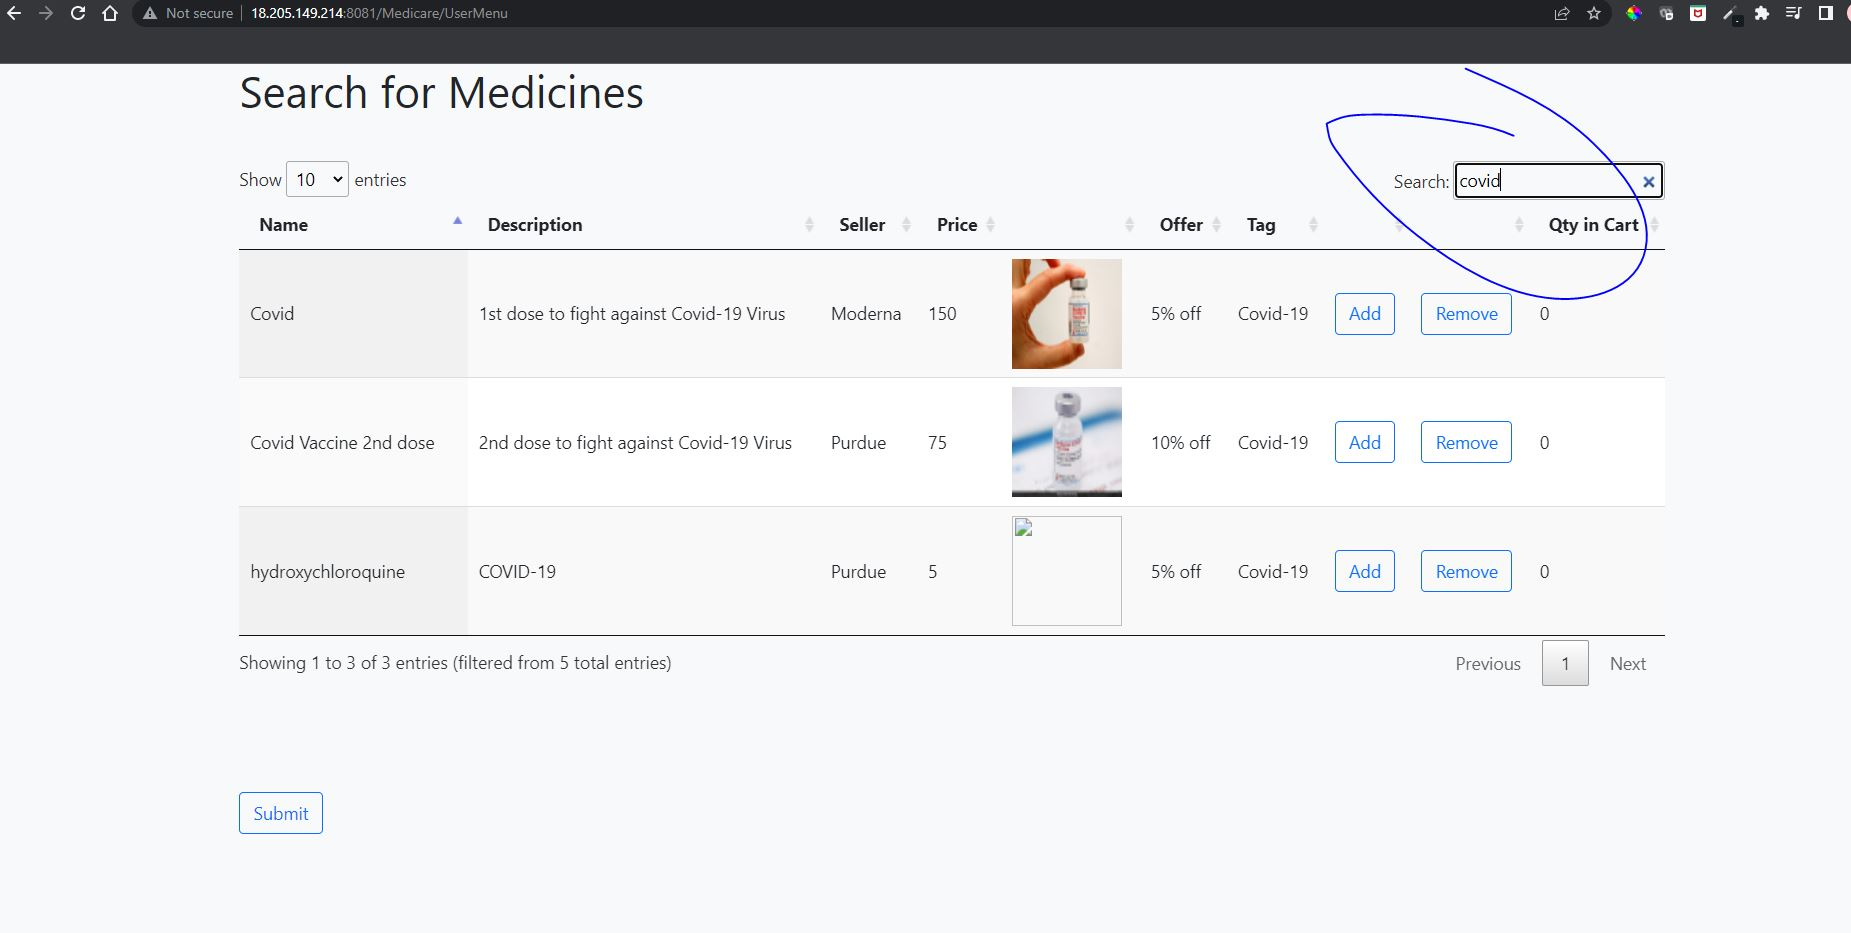 Not secure 18.205.149.214:8081/Medicare/UserMenu
Search for Medicines
Show 10 entries Search: covid
Name Description Seller Price Offer Tag Qty in Cart
Covid 1st dose to fight against Covid-19 Virus Moderna 150 5% off Covid-19 Add Remove 0
Covid Vaccine 2nd dose 2nd dose to fight against Covid-19 Virus Purdue 75 10% off Covid-19 Add Remove 0
hydroxychloroquine COVID-19 Purdue 5 5% off Covid-19 Add Remove 0
Showing 1 to 3 of 3 entries (filtered from 5 total entries) Previous 1 Next
Submit